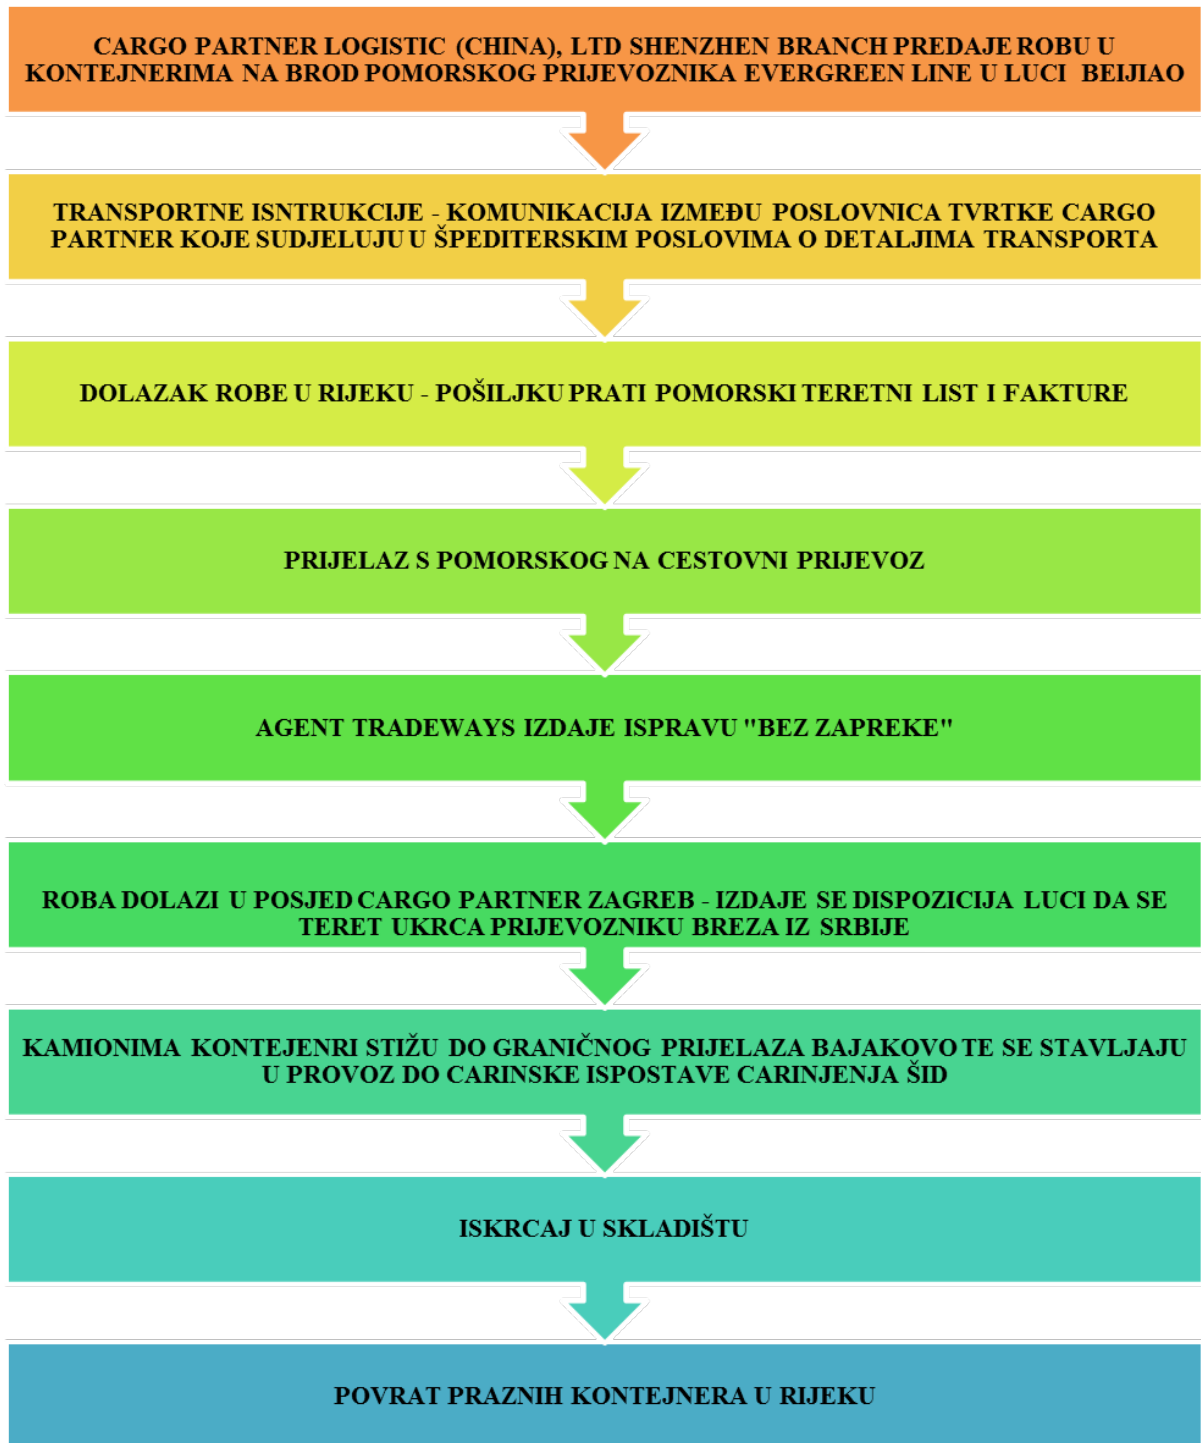 CARGO PARTNER LOGISTIC (CHINA), LTD SHENZHEN BRANCH PREDAJE ROBU U
KONTEJNERIMA NA BROD POMORSKOG PRIJEVOZNIKA EVERGREEN LINE U LUCI BEIJIAO
TRANSPORTNE ISNTRUKCIJE - KOMUNIKACIJA IZMEĐU POSLOVNICA TVRTKE CARGO
PARTNER KOJE SUDJELUJU U ŠPEDITERSKIM POSLOVIMA O DETALJIMA TRANSPORTA
DOLAZAK ROBE U RIJEKU - POŠILJKU PRATI POMORSKI TERETNI LIST I FAKTURE
PRIJELAZ S POMORSKOG NA CESTOVNI PRIJEVOZ
AGENT TRADEWAYS IZDAJE ISPRAVU "BEZ ZAPREKE"
ROBA DOLAZI U POSJED CARGO PARTNER ZAGREB - IZDAJE SE DISPOZICIJA LUCI DA SE
TERET UKRCA PRIJEVOZNIKU BREZA IZ SRBIJE
KAMIONIMA KONTEJENRI STIŽU DO GRANIČNOG PRIJELAZA BAJAKOVO TE SE STAVLJAJU
U PROVOZ DO CARINSKE ISPOSTAVE CARINJENJA ŠID
ISKRCAJ U SKLADIŠTU
POVRAT PRAZNIH KONTEJNERA U RIJEKU